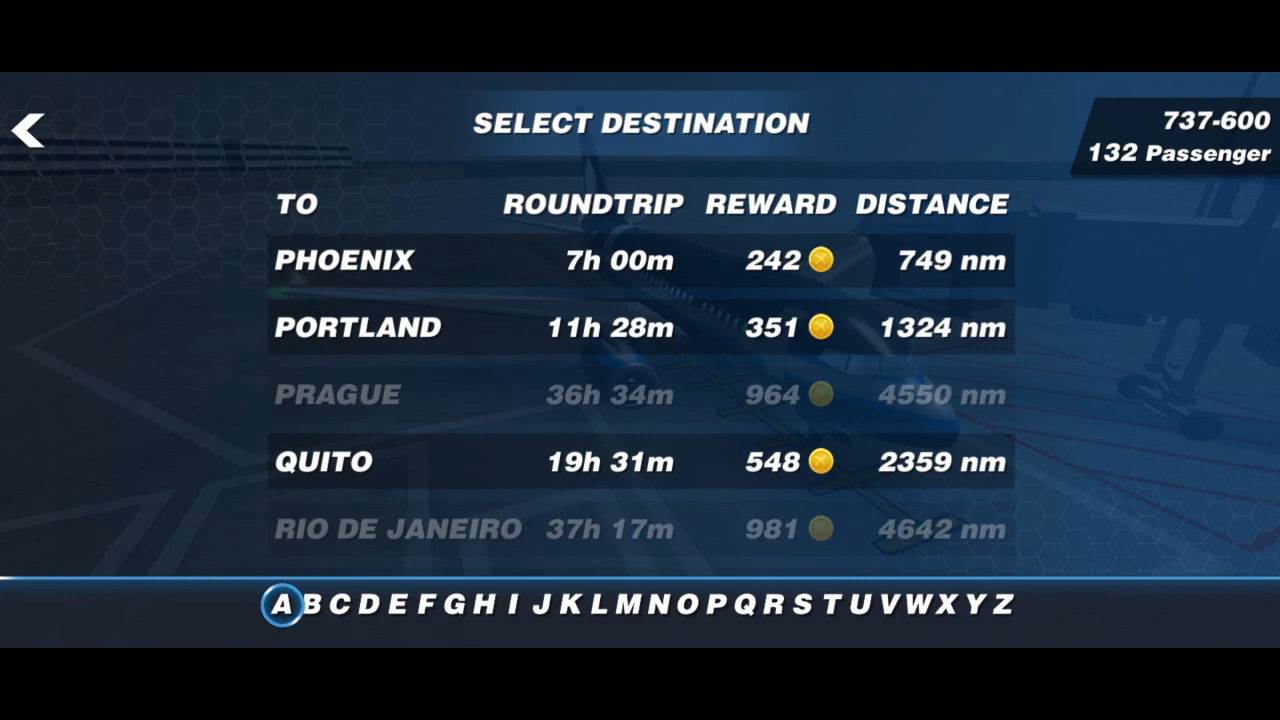 SELECT DESTINATION
737-600
132 Passenger
TO ROUNDTRIP REWARD DISTANCE
PHOENIX 7h 00m 242 749 nm
PORTLAND 11h 28m 351 1324 nm
PRAGUE 36h 34m 964 4550 nm
QUITO 19h 31m 548 2359 nm
RIO DE JANEIRO 37h 17m 981 4642 nm
A B C D E F G H I J K L M N O P Q R S T U V W X Y Z